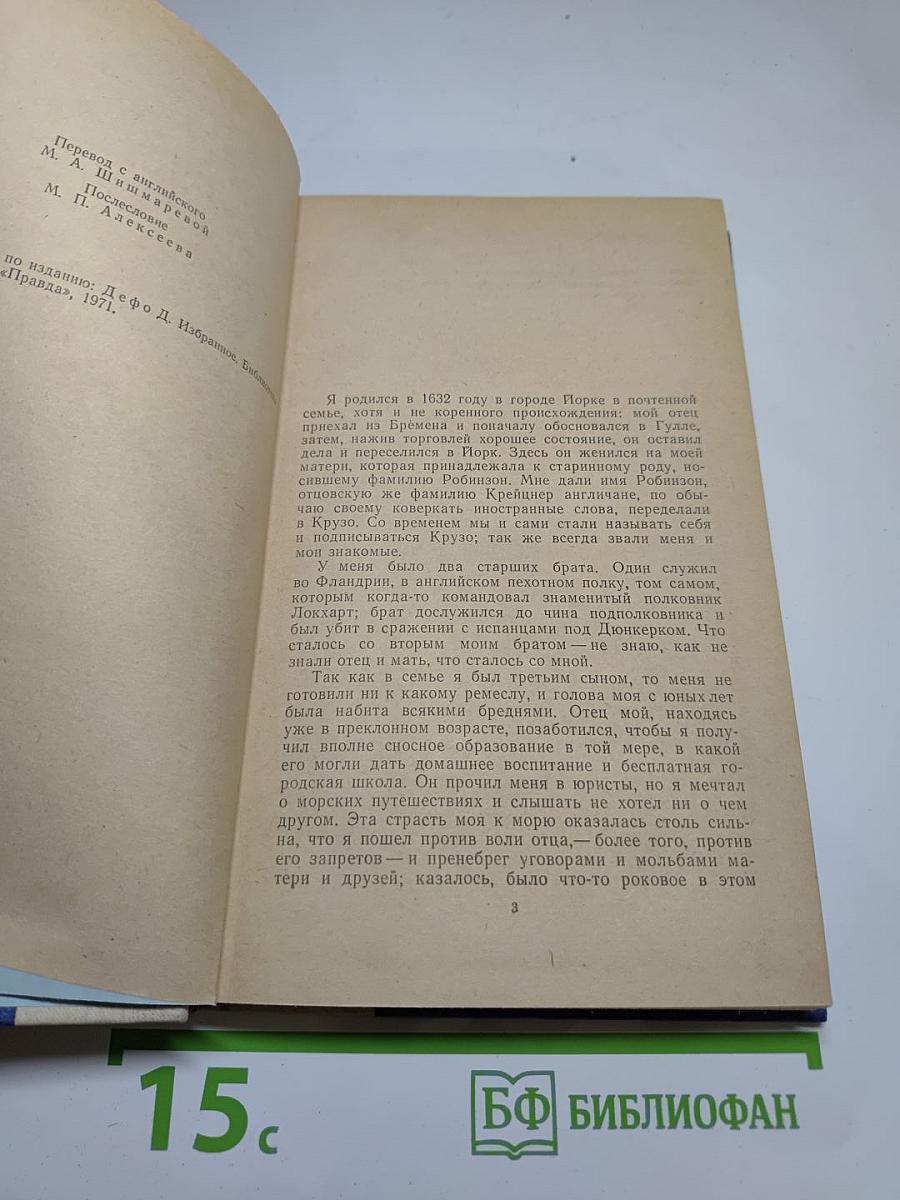 Перевод с английского
М. А. Шишмаревой
Послесловие
М. П. Алексеева
по изданию: Дефо Д. Избранное. Библиотека
«Правда», 1971.
Я родился в 1632 году в городе Йорке в почтенной
семье, хотя и не коренного происхождения: мой отец
приехал из Бремена и поначалу обосновался в Гулле,
затем, нажив торговлей хорошее состояние, он оставил
дела и переселился в Йорк. Здесь он женился на моей
матери, которая принадлежала к старинному роду, но-
сившему фамилию Робинзон. Мне дали имя Робинзон,
отцовскую же фамилию Крейцнер англичане, по обы-
чаю своему коверкать иностранные слова, переделали
в Крузо. Со временем мы и сами стали называть себя
и подписываться Крузо; так же всегда звали меня и
мои знакомые.
У меня было два старших брата. Один служил
во Фландрии, в английском пехотном полку, том самом,
которым когда-то командовал знаменитый полковник
Локхарт; брат дослужился до чина подполковника и
был убит в сражении с испанцами под Дюнкерком. Что
сталось со вторым моим братом — не знаю, как не
знали отец и мать, что сталось со мной.
Так как в семье я был третьим сыном, то меня не
готовили ни к какому ремеслу, и голова моя с юных лет
была набита всякими бреднями. Отец мой, находясь
уже в преклонном возрасте, позаботился, чтобы я полу-
чил вполне сносное образование в той мере, в какой
его могли дать домашнее воспитание и бесплатная го-
родская школа. Он прочил меня в юристы, но я мечтал
о морских путешествиях и слышать не хотел ни о чем
другом. Эта страсть моя к морю оказалась столь силь-
на, что я пошел против воли отца,— более того, против
его запретов — и пренебрег уговорами и мольбами ма-
тери и друзей; казалось, было что-то роковое в этом
3
15 с
БФ БИБЛИОФАН